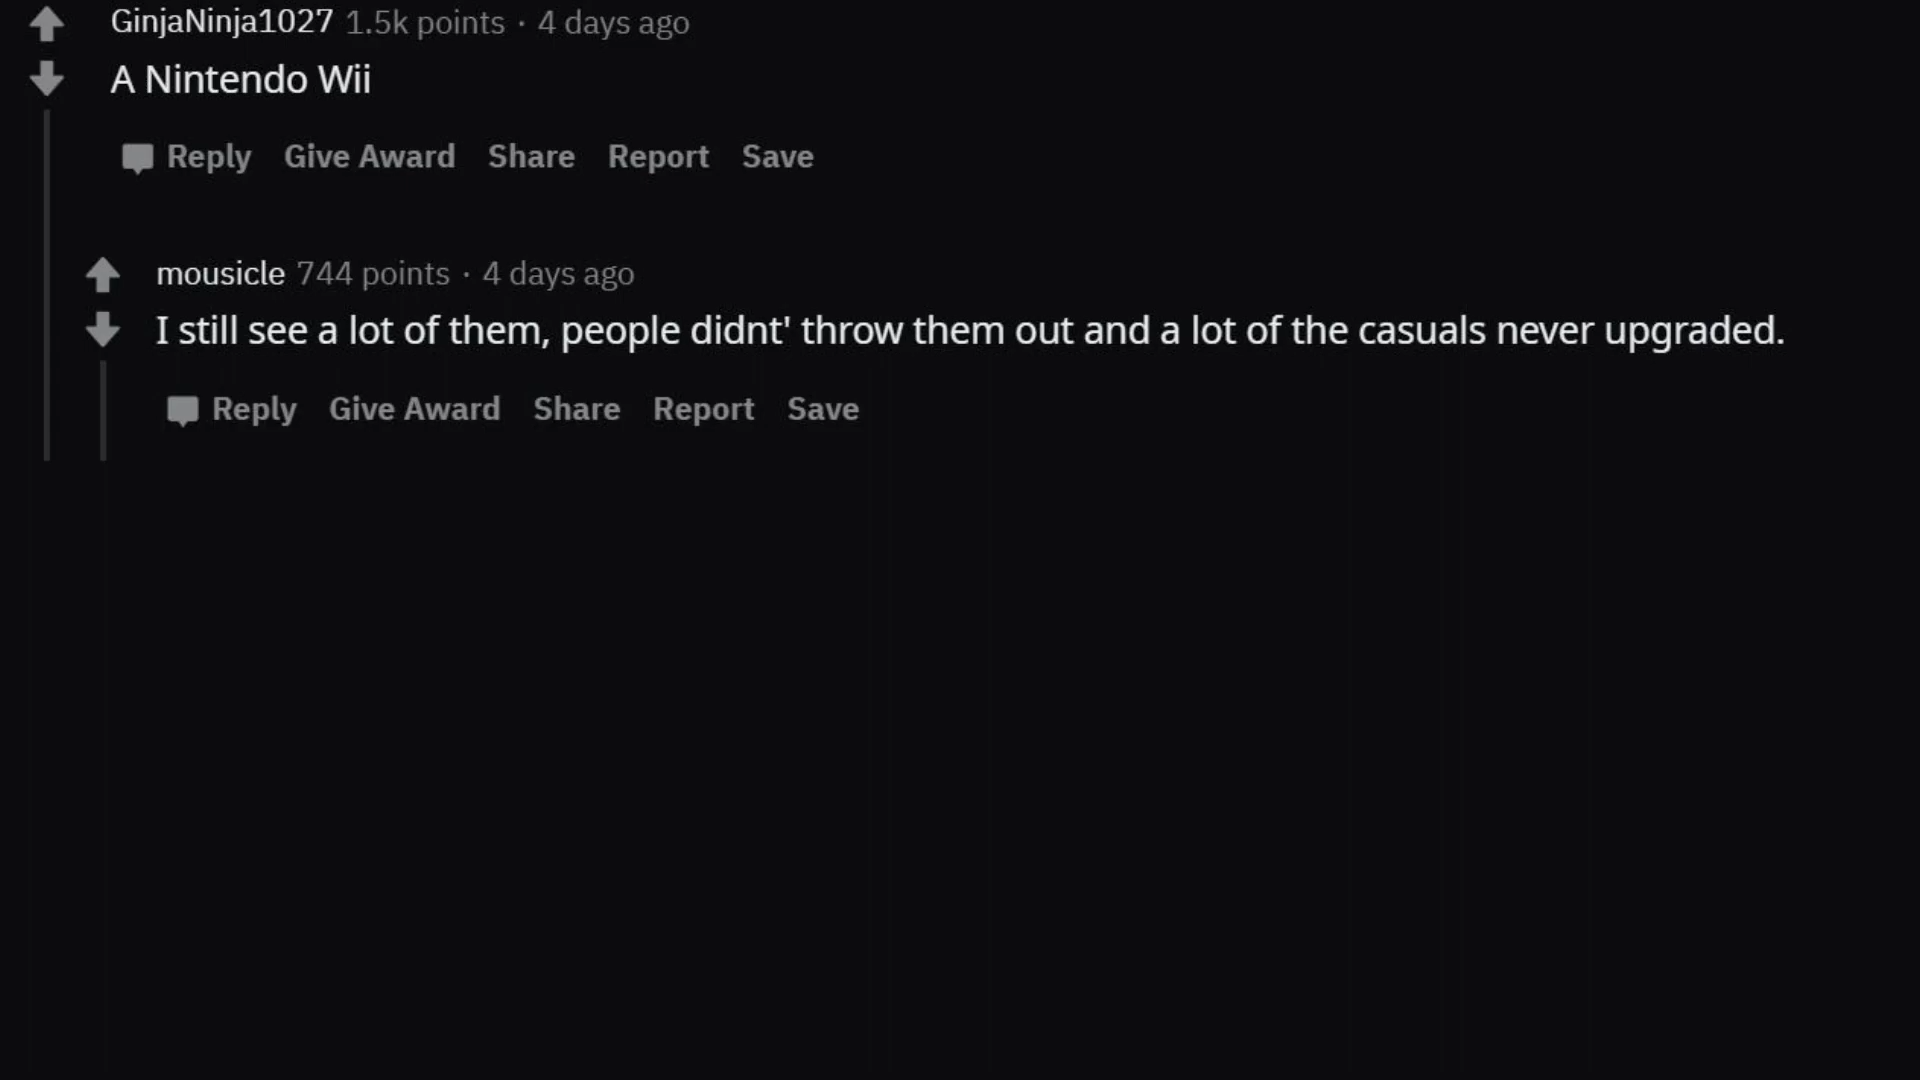 GinjaNinja1027 1.5k points · 4 days ago
A Nintendo Wii
Reply Give Award Share Report Save
mousicle 744 points · 4 days ago
I still see a lot of them, people didnt' throw them out and a lot of the casuals never upgraded.
Reply Give Award Share Report Save